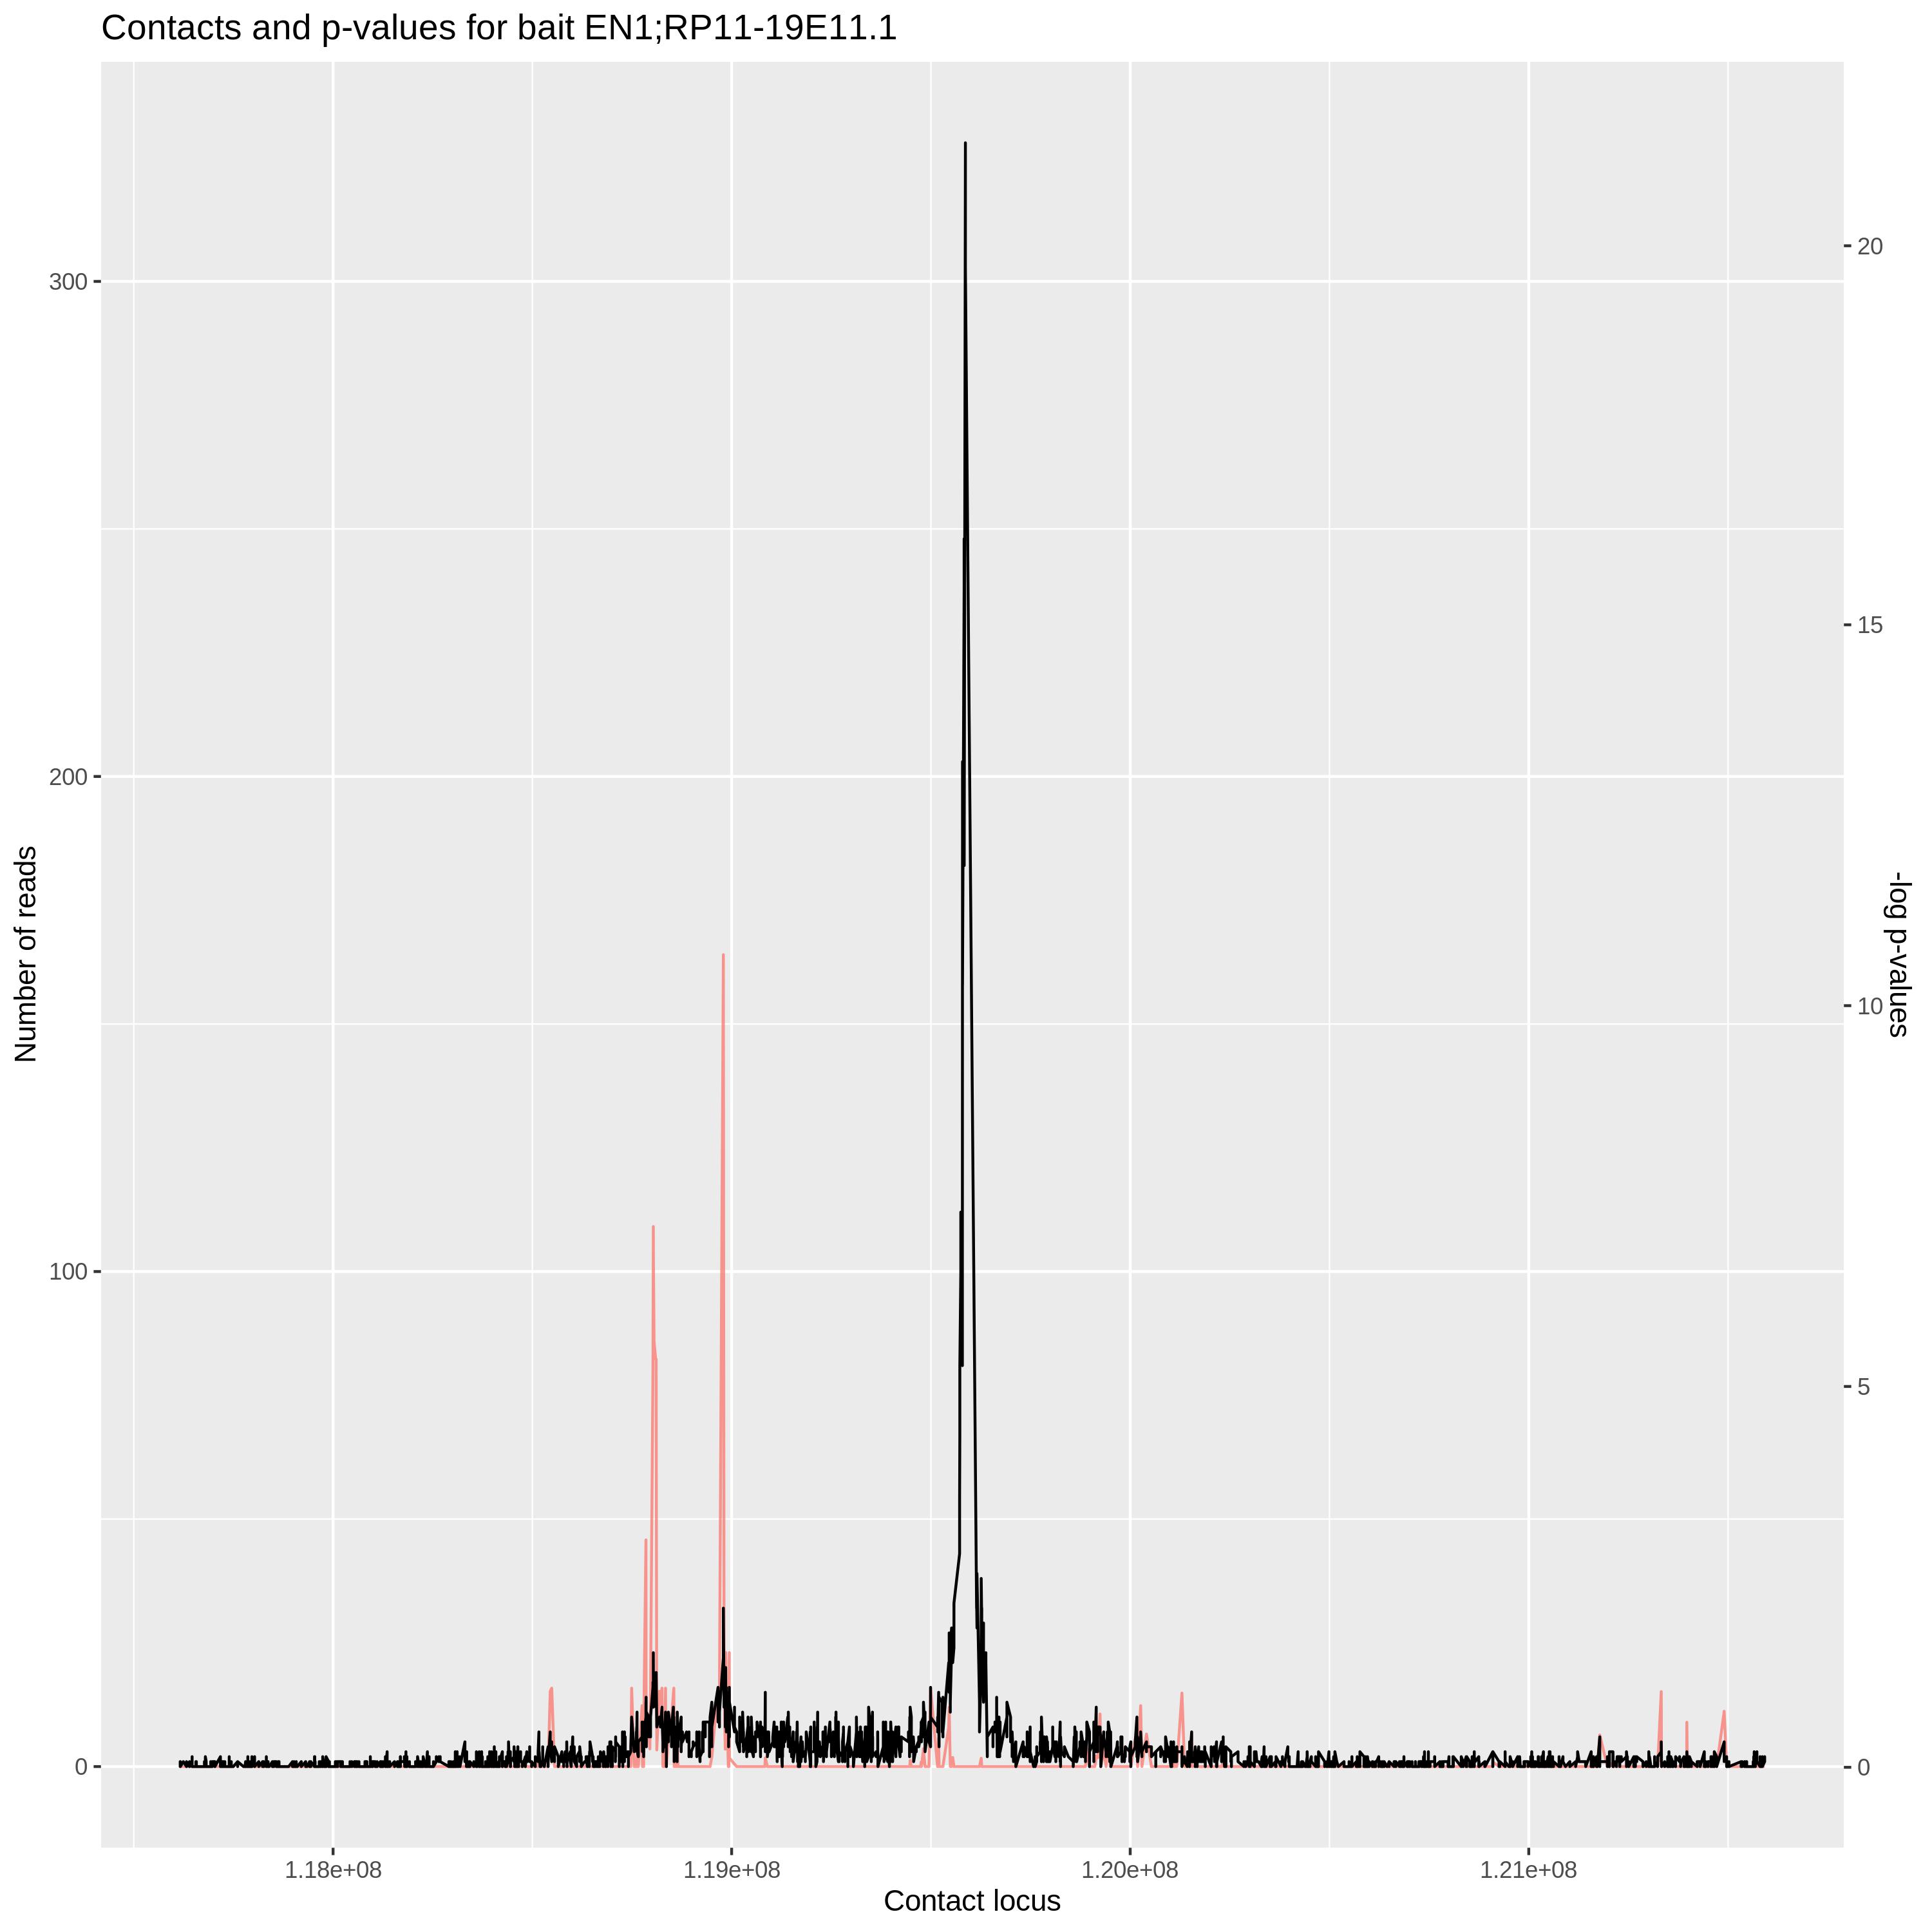 Contacts and p-values for bait EN1;RP11-19E11.1
300
200
100
0
Number of reads
20
15
10
5
0
-log p-values
1.18e+08
1.19e+08
1.20e+08
1.21e+08
Contact locus